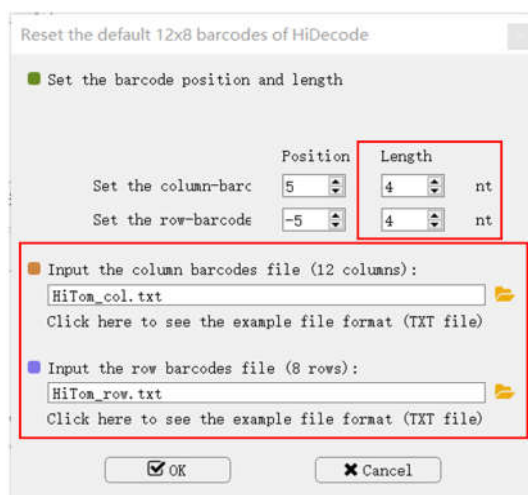 Reset the default 12x8 barcodes of HiDecode
Set the barcode position and length
Position Length
Set the column-barc 5 4 nt
Set the row-barcode -5 4 nt
Input the column barcodes file (12 columns):
HiTom_col.txt
Click here to see the example file format (TXT file)
Input the row barcodes file (8 rows):
HiTom_row.txt
Click here to see the example file format (TXT file)
OK Cancel